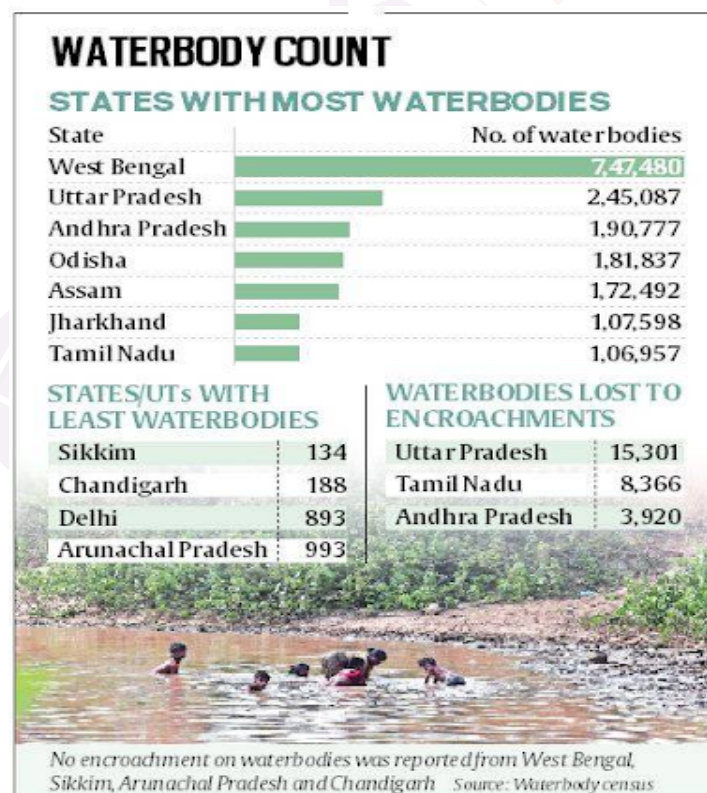 WATERBODY COUNT
STATES WITH MOST WATERBODIES
State No. of waterbodies
West Bengal 7,47,480
Uttar Pradesh 2,45,087
Andhra Pradesh 1,90,777
Odisha 1,81,837
Assam 1,72,492
Jharkhand 1,07,598
Tamil Nadu 1,06,957
STATES/UTs WITH
LEAST WATERBODIES
Sikkim 134
Chandigarh 188
Delhi 893
Arunachal Pradesh 993
WATERBODIES LOST TO
ENCROACHMENTS
Uttar Pradesh 15,301
Tamil Nadu 8,366
Andhra Pradesh 3,920
No encroachment on waterbodies was reported from West Bengal,
Sikkim, Arunachal Pradesh and Chandigarh Source: Waterbody census